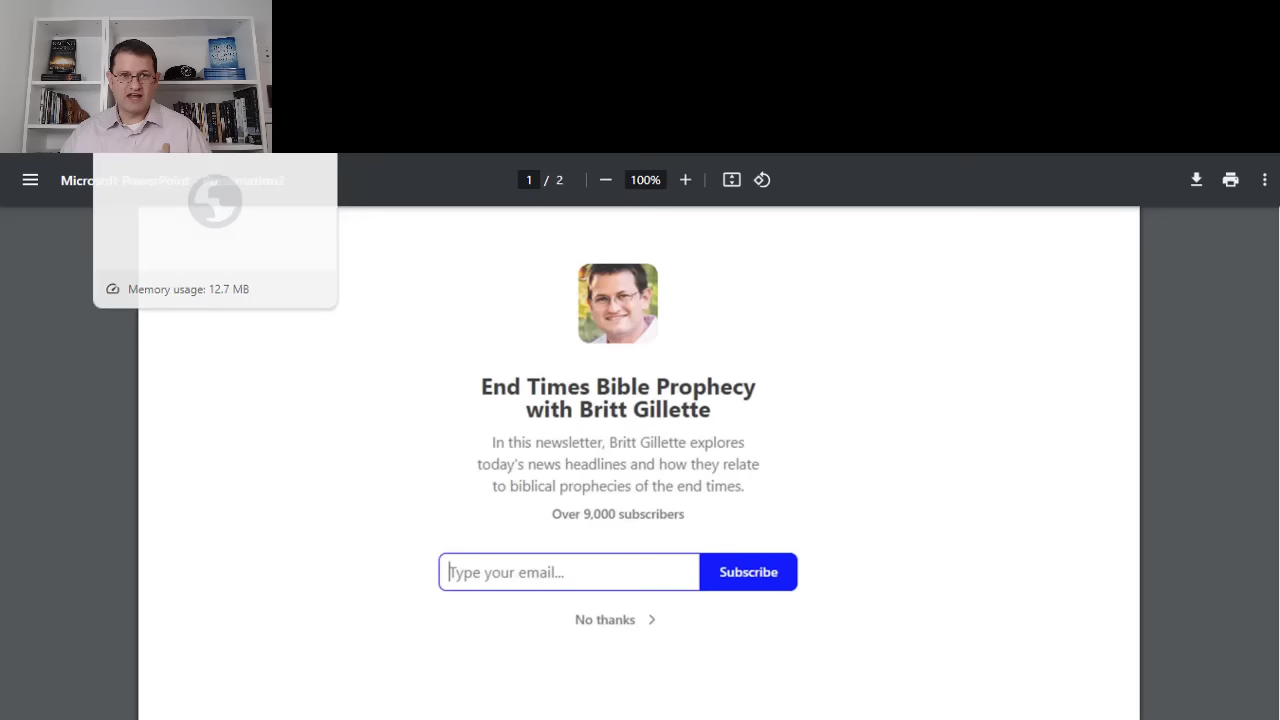 Microsoft PowerPoint
1 / 2
100%
Memory usage: 12.7 MB
End Times Bible Prophecy
with Britt Gillette
In this newsletter, Britt Gillette explores
today's news headlines and how they relate
to biblical prophecies of the end times.
Over 9,000 subscribers
Type your email...
Subscribe
No thanks